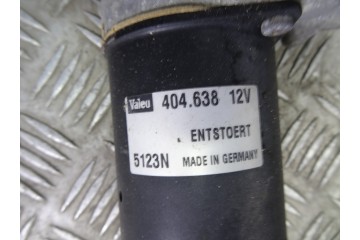 Valeo 404.638 12V
. ENTSTOERT
5123N MADE IN GERMANY